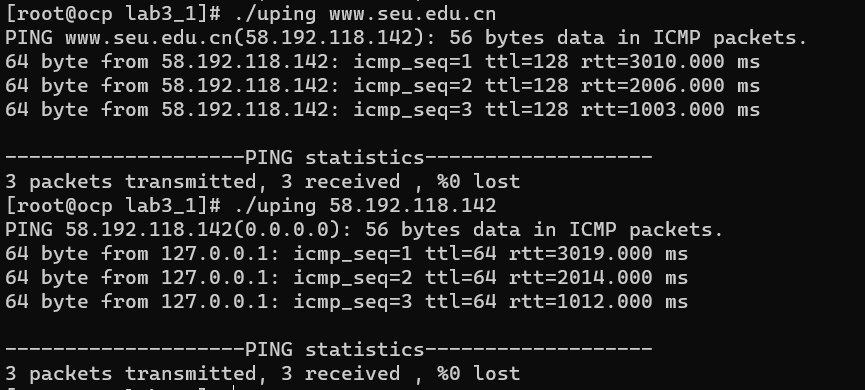 [root@ocp lab3_1]# ./uping www.seu.edu.cn
PING www.seu.edu.cn(58.192.118.142): 56 bytes data in ICMP packets.
64 byte from 58.192.118.142: icmp_seq=1 ttl=128 rtt=3010.000 ms
64 byte from 58.192.118.142: icmp_seq=2 ttl=128 rtt=2006.000 ms
64 byte from 58.192.118.142: icmp_seq=3 ttl=128 rtt=1003.000 ms
--------------------PING statistics-------------------
3 packets transmitted, 3 received , %0 lost
[root@ocp lab3_1]# ./uping 58.192.118.142
PING 58.192.118.142(0.0.0.0): 56 bytes data in ICMP packets.
64 byte from 127.0.0.1: icmp_seq=1 ttl=64 rtt=3019.000 ms
64 byte from 127.0.0.1: icmp_seq=2 ttl=64 rtt=2014.000 ms
64 byte from 127.0.0.1: icmp_seq=3 ttl=64 rtt=1012.000 ms
--------------------PING statistics-------------------
3 packets transmitted, 3 received , %0 lost